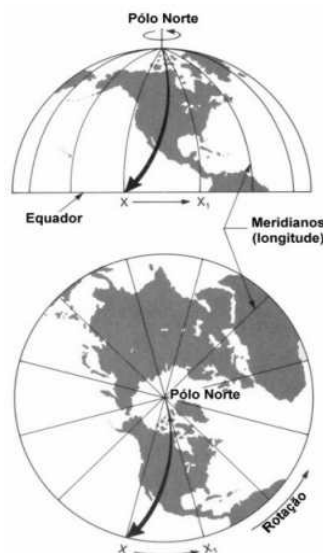 Pólo Norte
Equador
X
X₁
Meridianos
(longitude)
Pólo Norte
Rotação
X
X₁